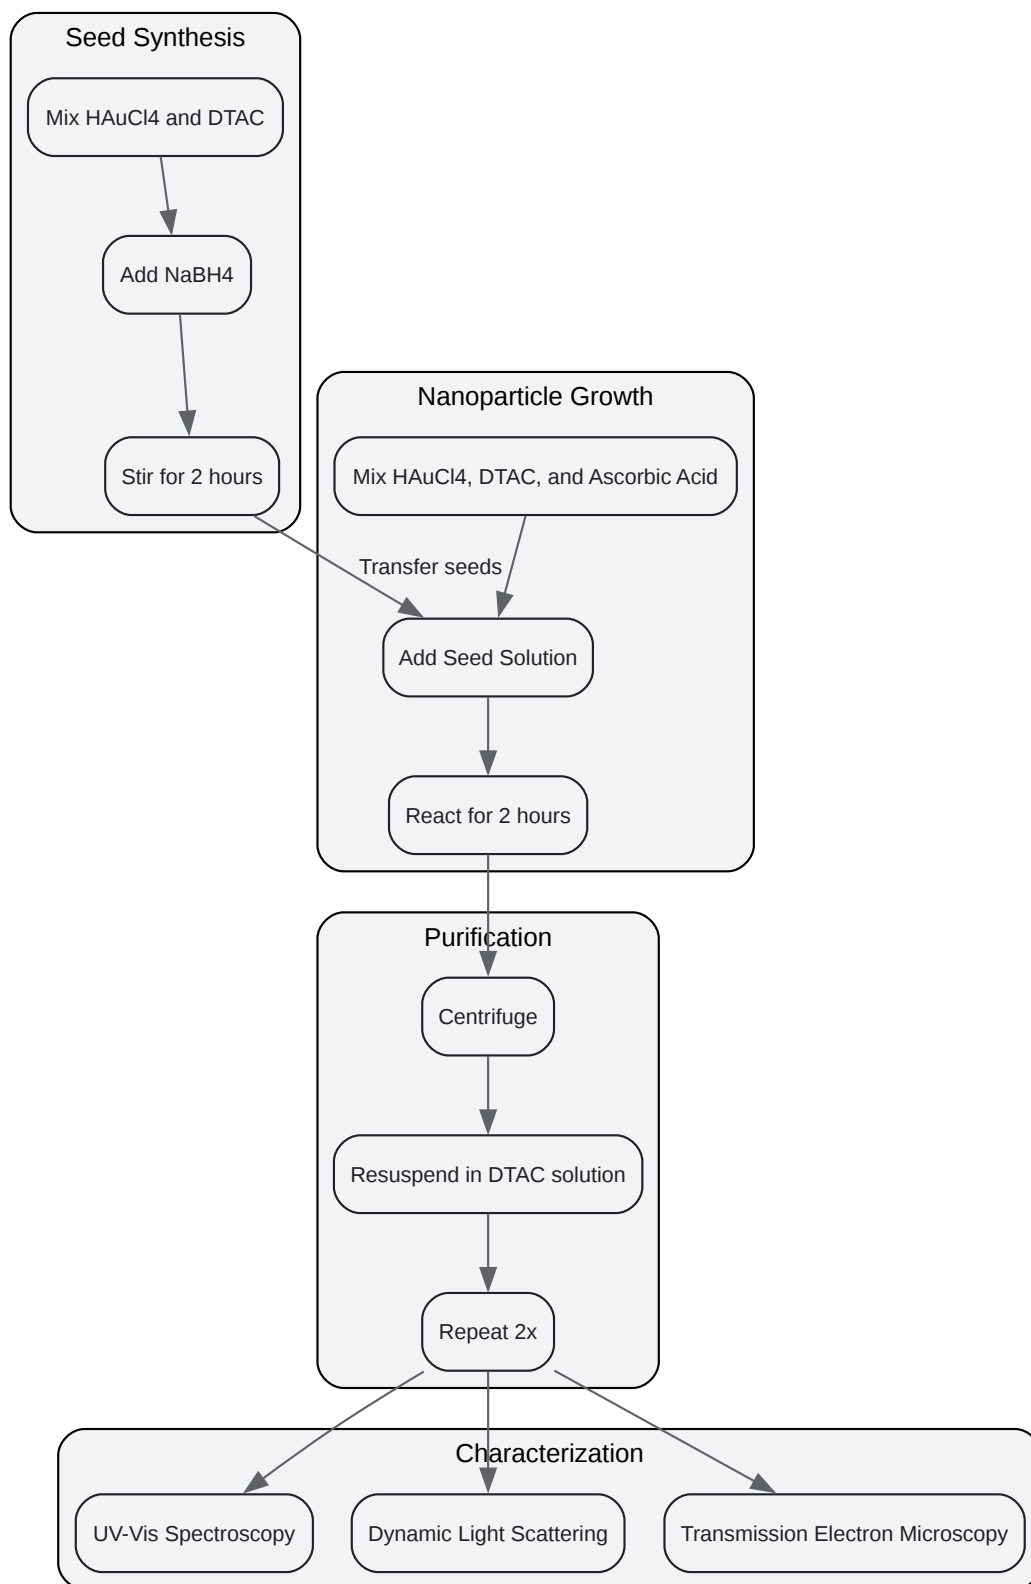 Seed Synthesis
Mix HAuCl4 and DTAC
Add NaBH4
Stir for 2 hours
Nanoparticle Growth
Mix HAuCl4, DTAC, and Ascorbic Acid
Transfer seeds
Add Seed Solution
React for 2 hours
Purification
Centrifuge
Resuspend in DTAC solution
Repeat 2x
Characterization
UV-Vis Spectroscopy
Dynamic Light Scattering
Transmission Electron Microscopy